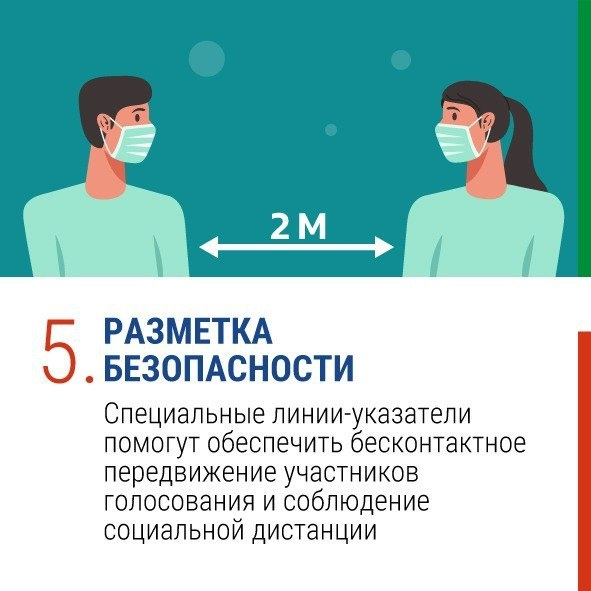 2 М
5. РАЗМЕТКА
БЕЗОПАСНОСТИ
Специальные линии-указатели
помогут обеспечить бесконтактное
передвижение участников
голосования и соблюдение
социальной дистанции